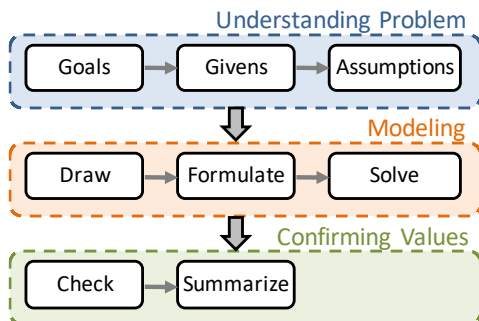 Understanding Problem
Goals
Givens
Assumptions
Modeling
Draw
Formulate
Solve
Confirming Values
Check
Summarize